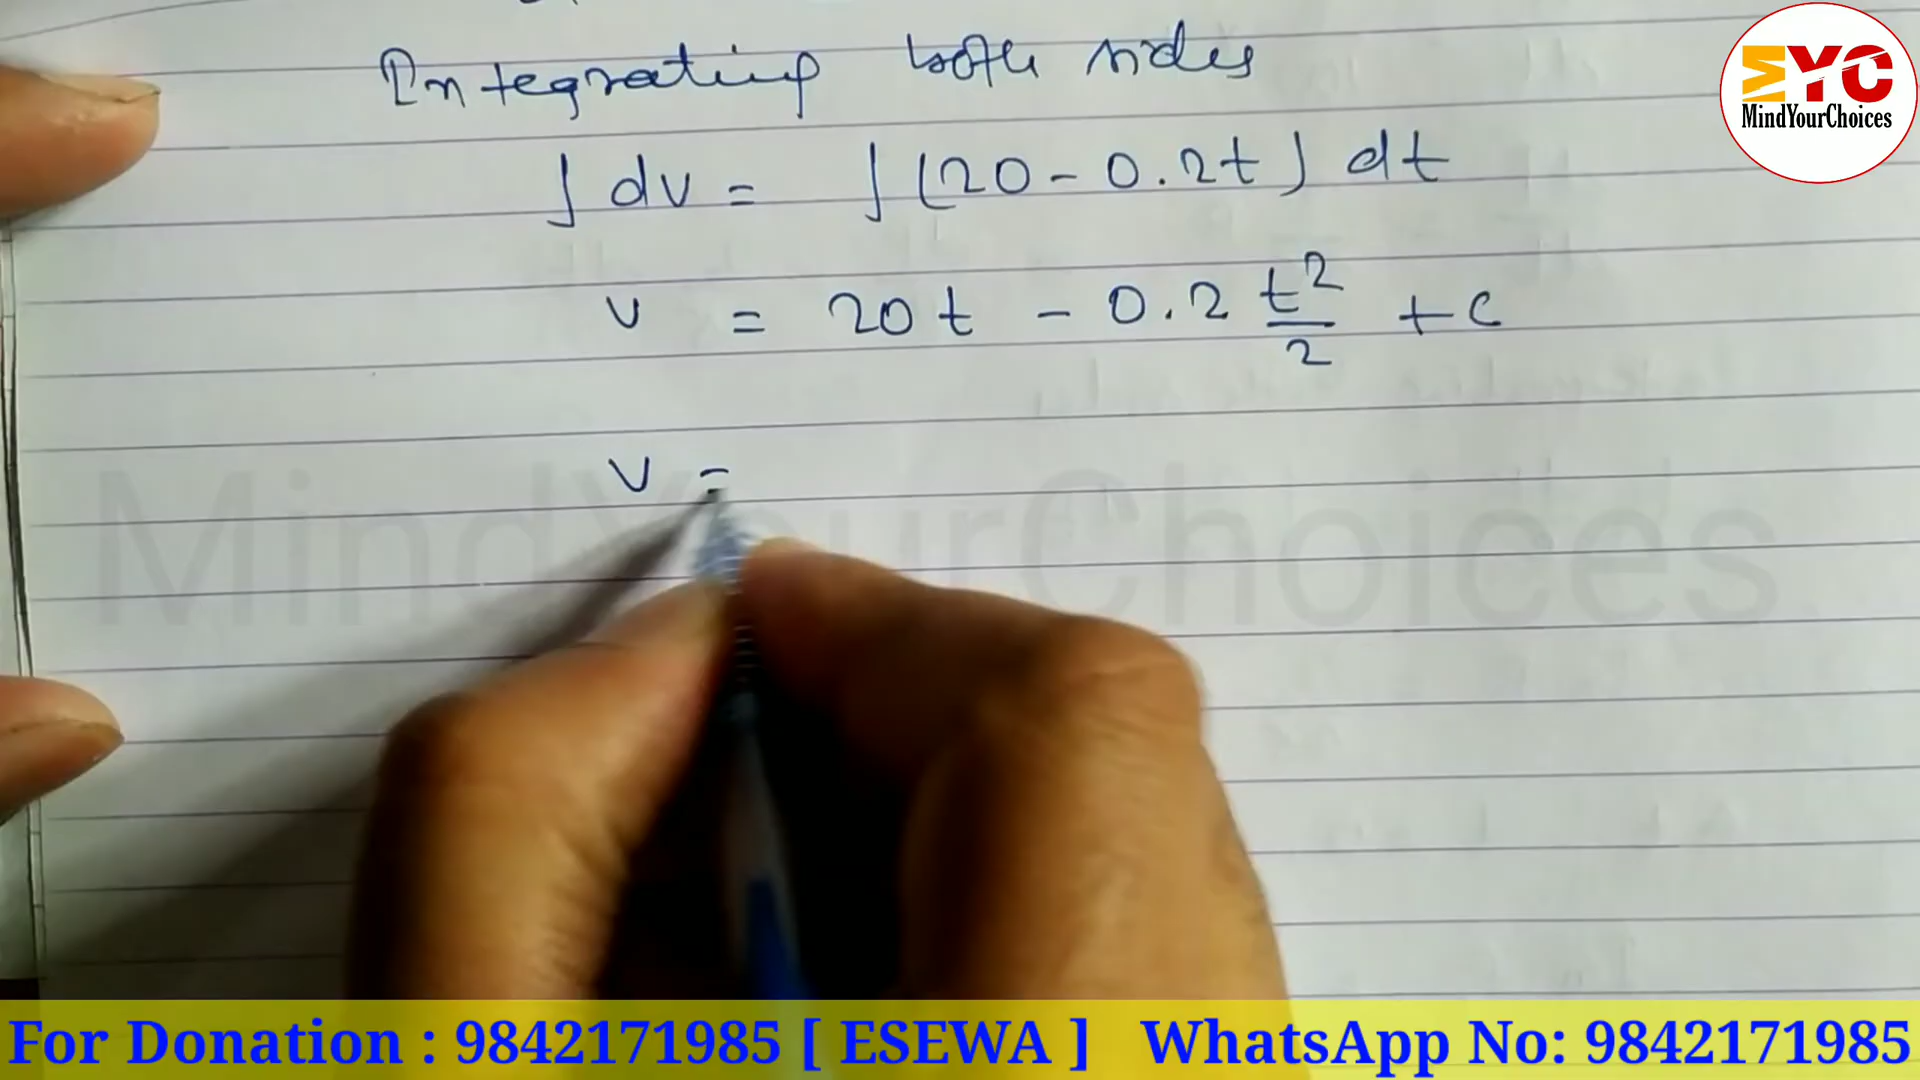 Integrating both sides
∫ dv = ∫ (20 - 0.2t) dt
v = 20t - 0.2 t²/2 + c
v =
MYC
MindYourChoices
MindYourChoices
For Donation : 9842171985 [ ESEWA ] WhatsApp No: 9842171985